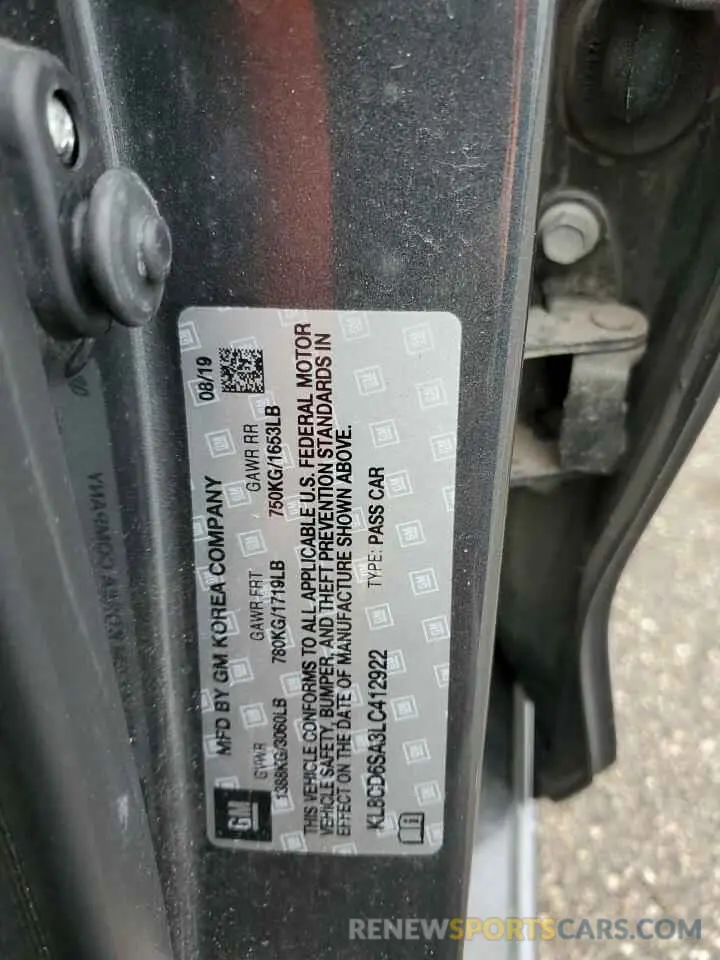 MFD BY GM KOREA COMPANY 08/19
GVWR GAWR FRT GAWR RR
1388KG/3060LB 780KG/1719LB 750KG/1653LB
THIS VEHICLE CONFORMS TO ALL APPLICABLE U.S. FEDERAL MOTOR
VEHICLE SAFETY, BUMPER, AND THEFT PREVENTION STANDARDS IN
EFFECT ON THE DATE OF MANUFACTURE SHOWN ABOVE.
KL8CD6SA3LC412922 TYPE: PASS CAR
GM
RENEWSPORTSCARS.COM